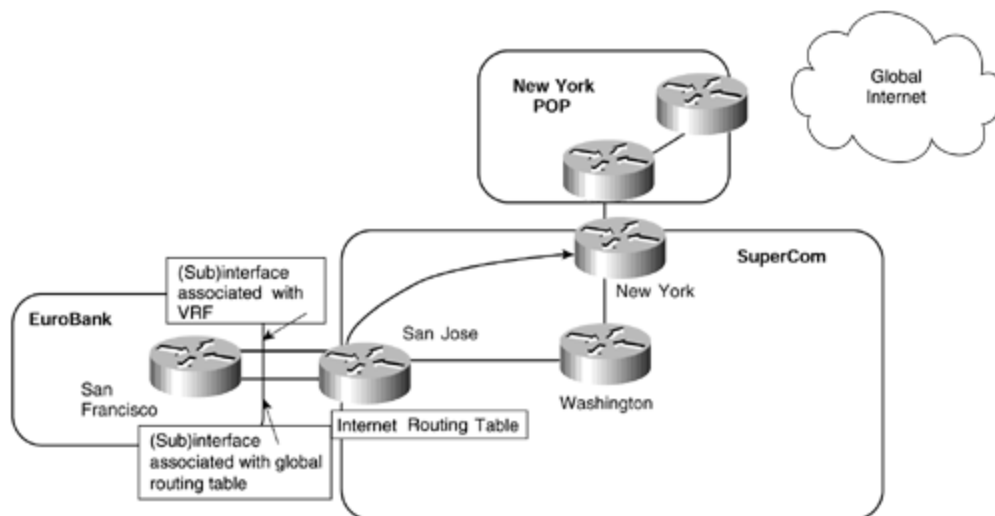 New York
POP
Global
Internet
SuperCom
New York
(Sub)interface
associated with
VRF
EuroBank
San Jose
San
Francisco
Washington
Internet Routing Table
(Sub)interface
associated with global
routing table